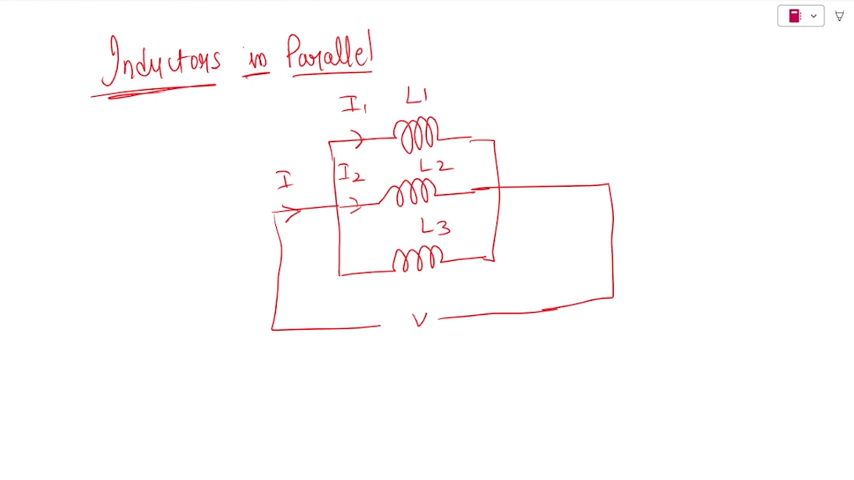 Inductors in Parallel
I1 L1
I I2 L2
L3
V